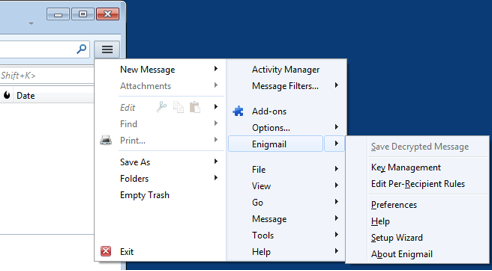 Shift+K>
Date
New Message
Attachments
Edit
Find
Print...
Save As
Folders
Empty Trash
Exit
Activity Manager
Message Filters...
Add-ons
Options...
Enigmail
File
View
Go
Message
Tools
Help
Save Decrypted Message
Key Management
Edit Per-Recipient Rules
Preferences
Help
Setup Wizard
About Enigmail